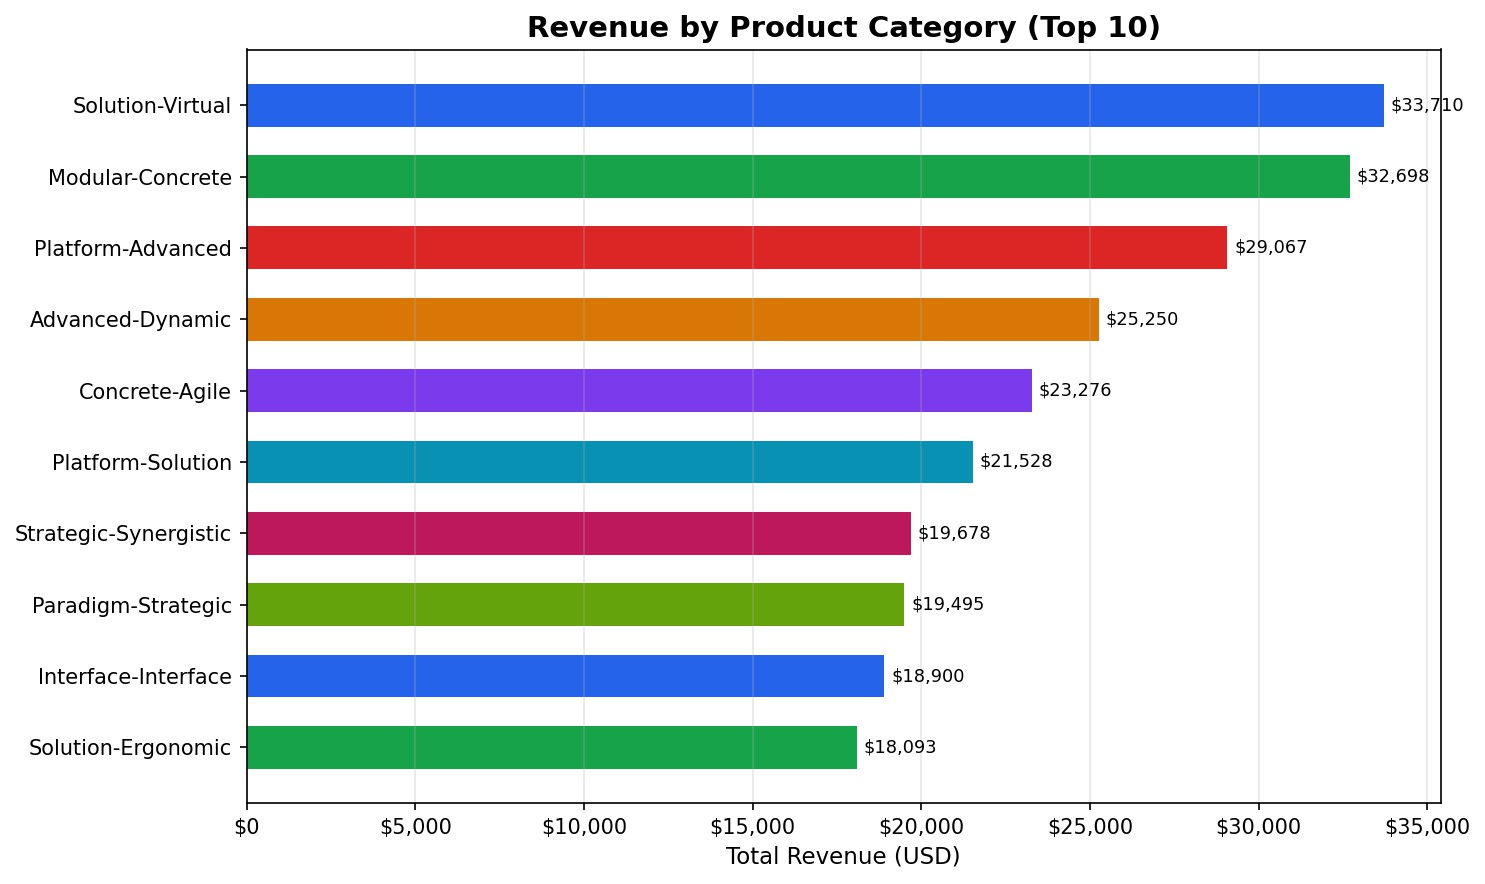 Revenue by Product Category (Top 10)
Solution-Virtual $33,710
Modular-Concrete $32,698
Platform-Advanced $29,067
Advanced-Dynamic $25,250
Concrete-Agile $23,276
Platform-Solution $21,528
Strategic-Synergistic $19,678
Paradigm-Strategic $19,495
Interface-Interface $18,900
Solution-Ergonomic $18,093
$0 $5,000 $10,000 $15,000 $20,000 $25,000 $30,000 $35,000
Total Revenue (USD)